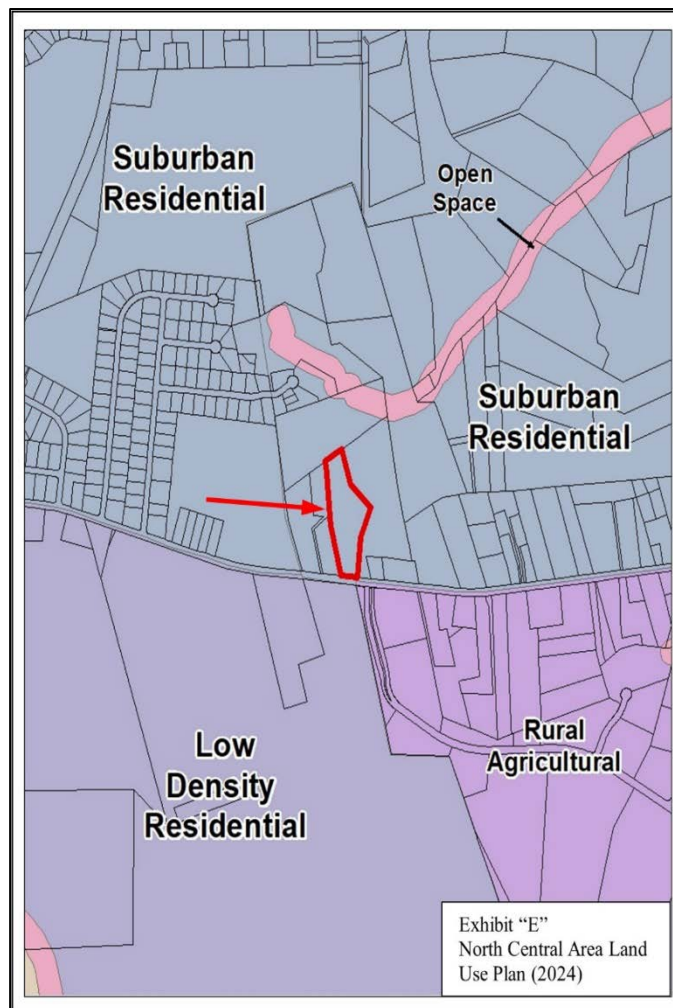 Suburban
Residential
Open
Space
Suburban
Residential
Low
Density
Residential
Rural
Agricultural
Exhibit “E”
North Central Area Land
Use Plan (2024)